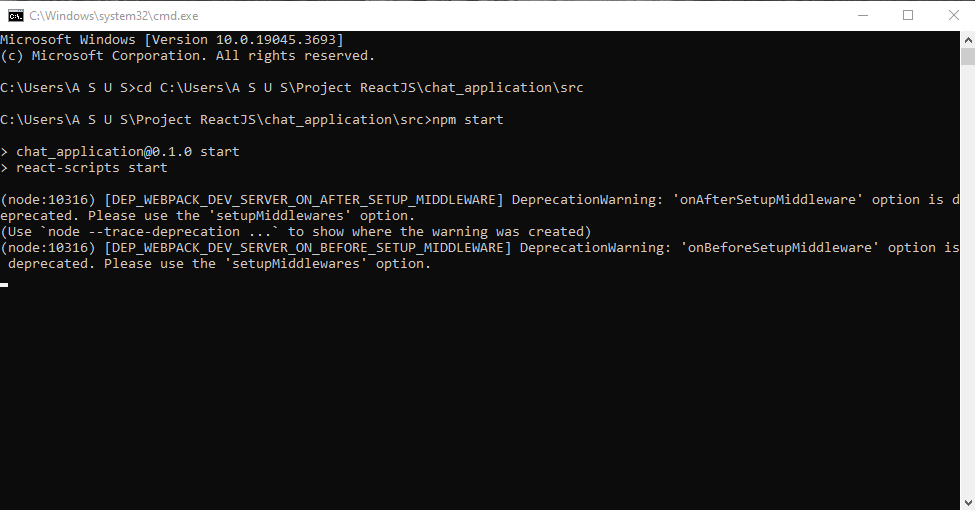 C:\Windows\system32\cmd.exe
Microsoft Windows [Version 10.0.19045.3693]
(c) Microsoft Corporation. All rights reserved.
C:\Users\A S U S>cd C:\Users\A S U S\Project ReactJS\chat_application\src
C:\Users\A S U S\Project ReactJS\chat_application\src>npm start
> chat_application@0.1.0 start
> react-scripts start
(node:10316) [DEP_WEBPACK_DEV_SERVER_ON_AFTER_SETUP_MIDDLEWARE] DeprecationWarning: 'onAfterSetupMiddleware' option is d
eprecated. Please use the 'setupMiddlewares' option.
(Use `node --trace-deprecation ...` to show where the warning was created)
(node:10316) [DEP_WEBPACK_DEV_SERVER_ON_BEFORE_SETUP_MIDDLEWARE] DeprecationWarning: 'onBeforeSetupMiddleware' option is
 deprecated. Please use the 'setupMiddlewares' option.